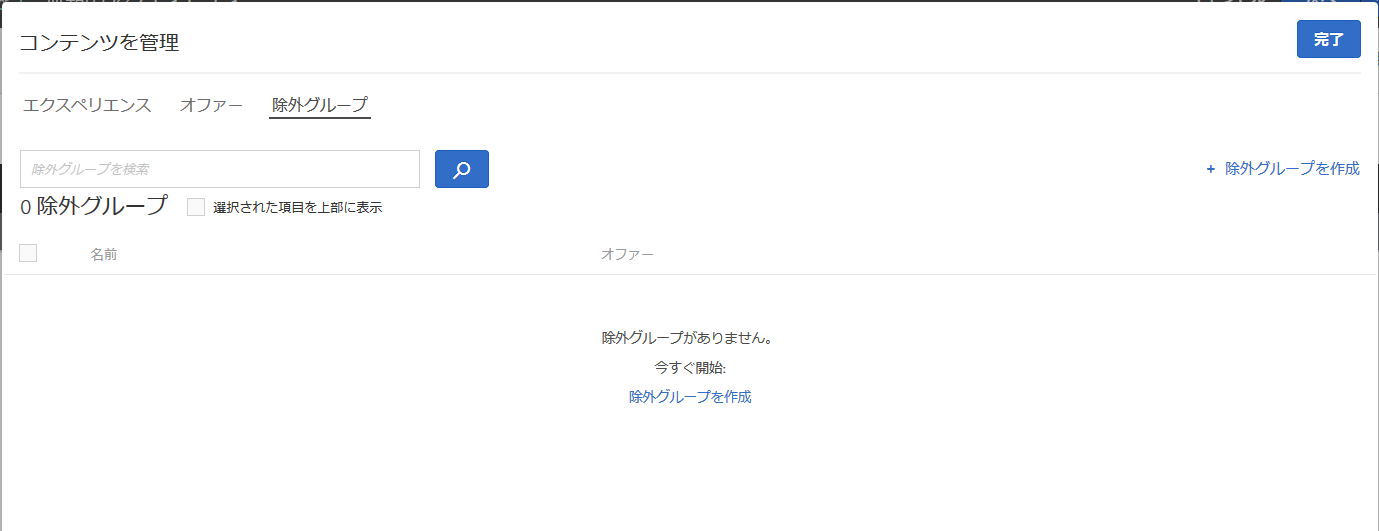 コンテンツを管理
完了
エクスペリエンス
オファー
除外グループ
除外グループを検索
+ 除外グループを作成
0 除外グループ
選択された項目を上部に表示
名前
オファー
除外グループがありません。
今すぐ開始:
除外グループを作成